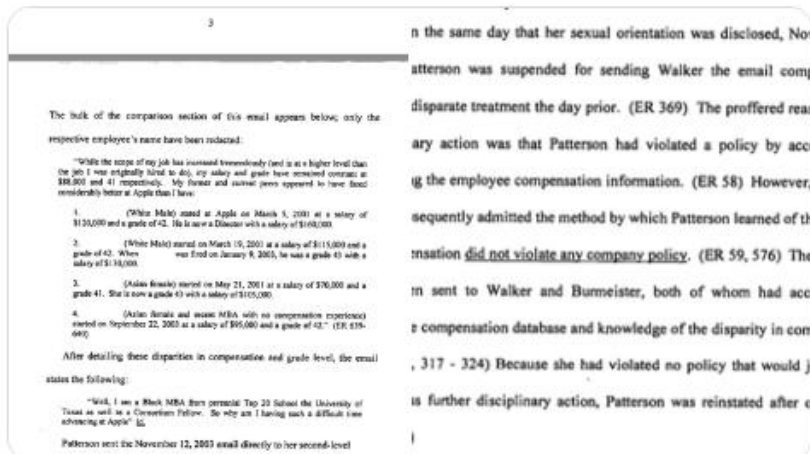 3
The bulk of the comparison section of this email appears below; only the
respective employee's name have been redacted:
"While the scope of my job has increased tremendously (and is at a higher level than
the job I was originally hired to do), my salary and grade have remained constant at
$88,000 and 41 respectively. My former and current peers appeared to have fared
considerably better at Apple than I have:
1. (White Male) started at Apple on March 5, 2001 at a salary of
$120,000 and a grade of 42. He is now a Director with a salary of $160,000.
2. (White Male) started on March 19, 2001 at a salary of $115,000 and a
grade of 42. When was fired on January 9, 2003, he was a grade 43 with a
salary of $130,000.
3. (Asian female) started on May 21, 2001 at a salary of $70,000 and a
grade 41. She is now a grade 43 with a salary of $105,000.
4. (Asian female and recent MBA with no compensation experience)
started on September 22, 2003 at a salary of $95,000 and a grade of 42." (ER 639-
640)
After detailing these disparities in compensation and grade level, the email
states the following:
"Well, I am a Black MBA from perennial Top 20 School the University of
Texas as well as a Consortium Fellow. So why am I having such a difficult time
advancing at Apple" Id.
Patterson sent the November 12, 2003 email directly to her second-level
n the same day that her sexual orientation was disclosed, Nov
atterson was suspended for sending Walker the email comp
disparate treatment the day prior. (ER 369) The proffered rea
ary action was that Patterson had violated a policy by acc
g the employee compensation information. (ER 58) However,
sequently admitted the method by which Patterson learned of th
ensation did not violate any company policy. (ER 59, 576) The
en sent to Walker and Burmeister, both of whom had acc
e compensation database and knowledge of the disparity in com
, 317 - 324) Because she had violated no policy that would j
is further disciplinary action, Patterson was reinstated after